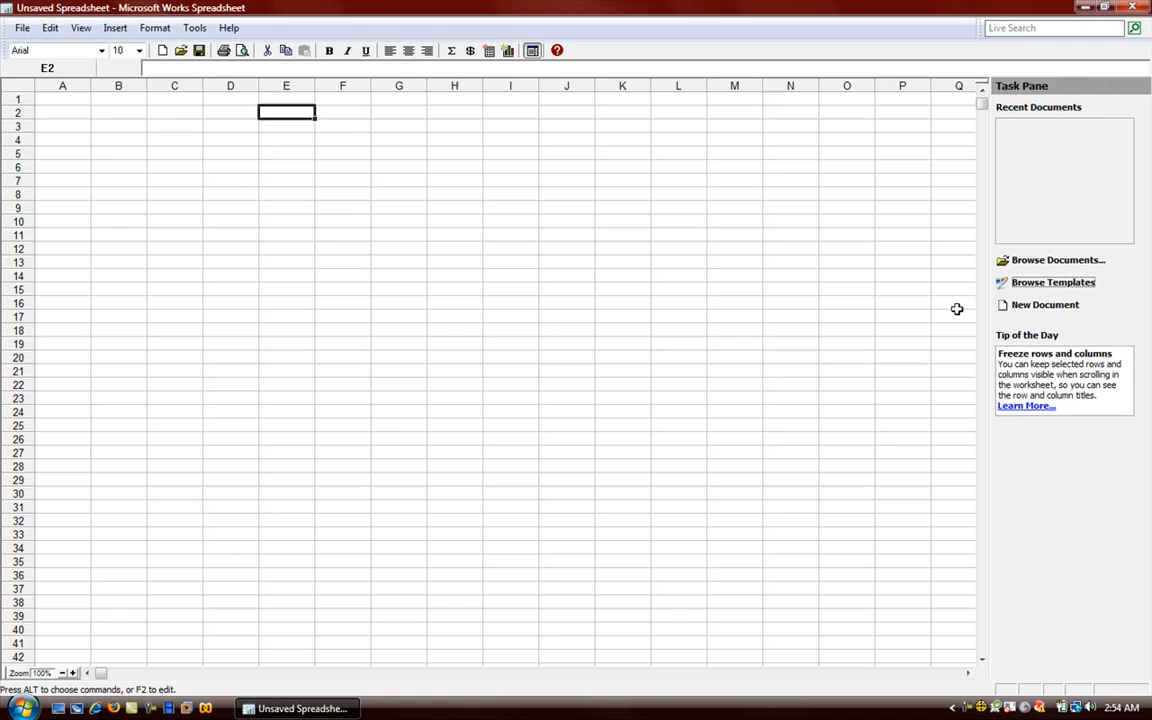 Unsaved Spreadsheet - Microsoft Works Spreadsheet
File Edit View Insert Format Tools Help
Live Search
Arial 10 B I U Σ $ ?
E2
A B C D E F G H I J K L M N O P Q
1
2
3
4
5
6
7
8
9
10
11
12
13
14
15
16
17
18
19
20
21
22
23
24
25
26
27
28
29
30
31
32
33
34
35
36
37
38
39
40
41
42
Task Pane
Recent Documents
Browse Documents...
Browse Templates
New Document
Tip of the Day
Freeze rows and columns
You can keep selected rows and
columns visible when scrolling in
the worksheet, so you can see
the row and column titles.
Learn More...
Zoom 100%
Press ALT to choose commands, or F2 to edit.
Unsaved Spreadshe...
2:54 AM